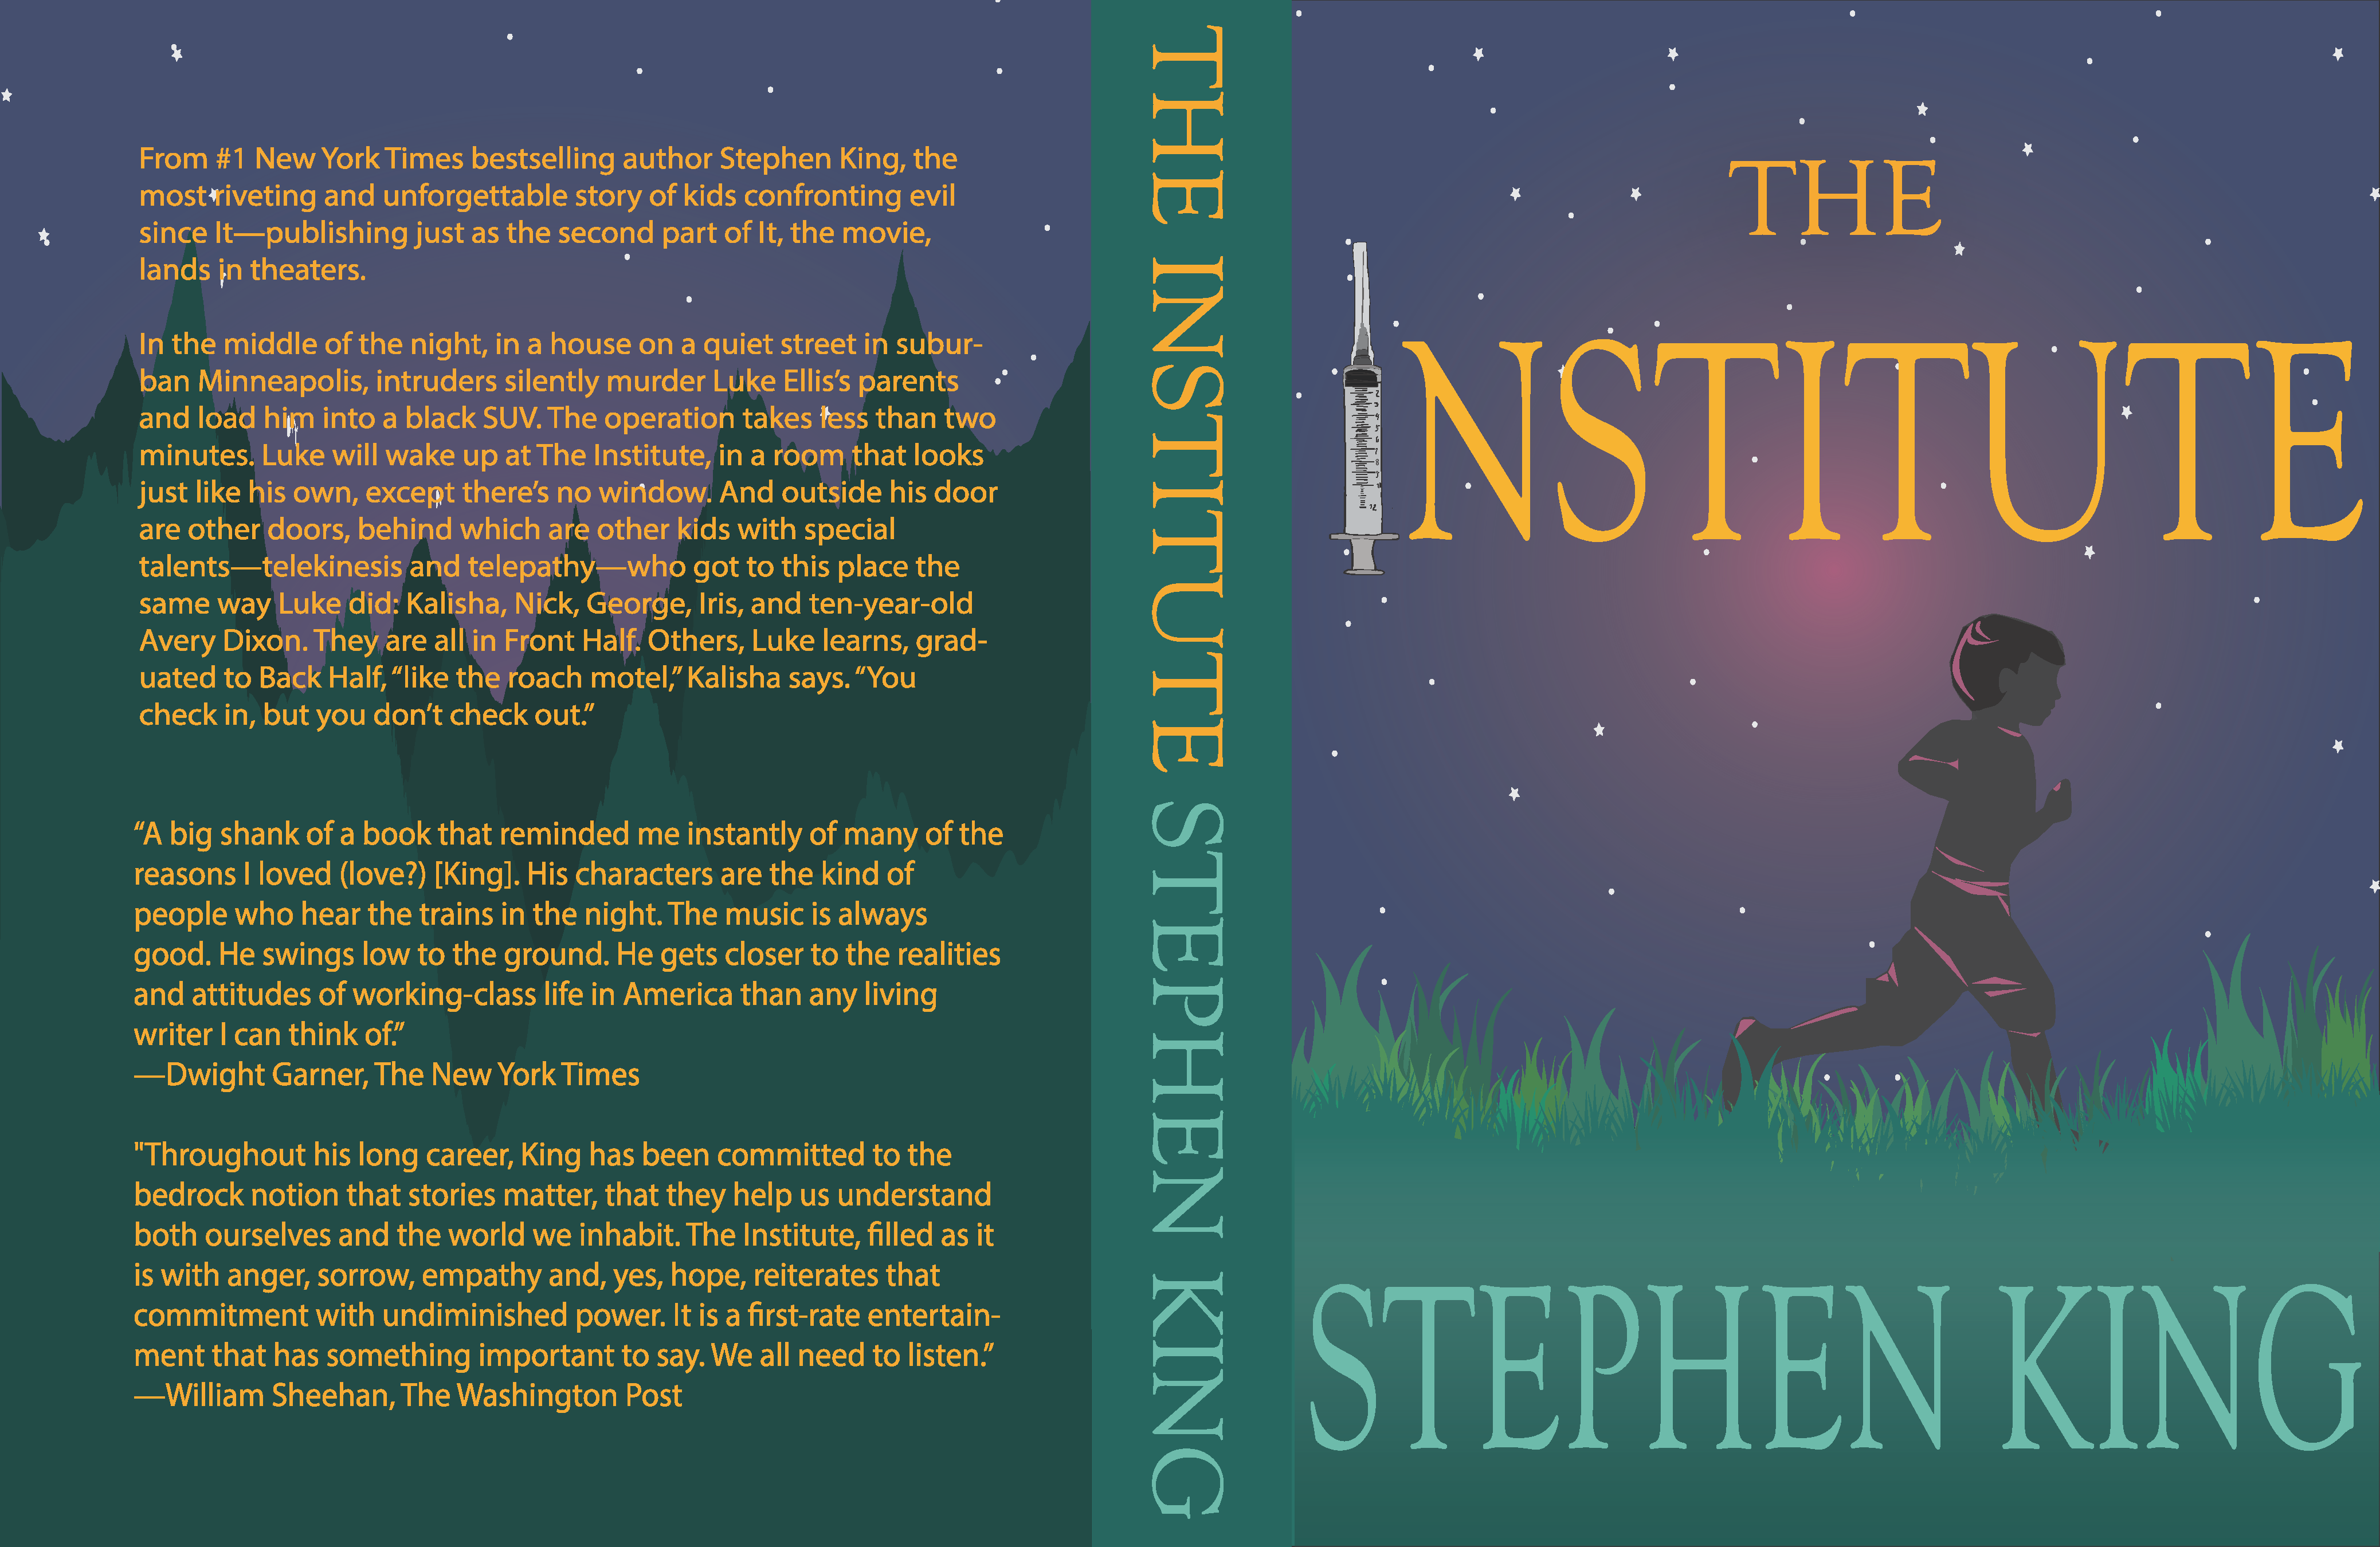 From #1 New York Times bestselling author Stephen King, the
most riveting and unforgettable story of kids confronting evil
since It—publishing just as the second part of It, the movie,
lands in theaters.
In the middle of the night, in a house on a quiet street in subur-
ban Minneapolis, intruders silently murder Luke Ellis’s parents
and load him into a black SUV. The operation takes less than two
minutes. Luke will wake up at The Institute, in a room that looks
just like his own, except there’s no window. And outside his door
are other doors, behind which are other kids with special
talents—telekinesis and telepathy—who got to this place the
same way Luke did: Kalisha, Nick, George, Iris, and ten-year-old
Avery Dixon. They are all in Front Half. Others, Luke learns, grad-
uated to Back Half, “like the roach motel,” Kalisha says. “You
check in, but you don’t check out.”
“A big shank of a book that reminded me instantly of many of the
reasons I loved (love?) [King]. His characters are the kind of
people who hear the trains in the night. The music is always
good. He swings low to the ground. He gets closer to the realities
and attitudes of working-class life in America than any living
writer I can think of.”
—Dwight Garner, The New York Times
"Throughout his long career, King has been committed to the
bedrock notion that stories matter, that they help us understand
both ourselves and the world we inhabit. The Institute, filled as it
is with anger, sorrow, empathy and, yes, hope, reiterates that
commitment with undiminished power. It is a first-rate entertain-
ment that has something important to say. We all need to listen.”
—William Sheehan, The Washington Post
THE INSTITUTE STEPHEN KING
THE
NSTITUTE
STEPHEN KING